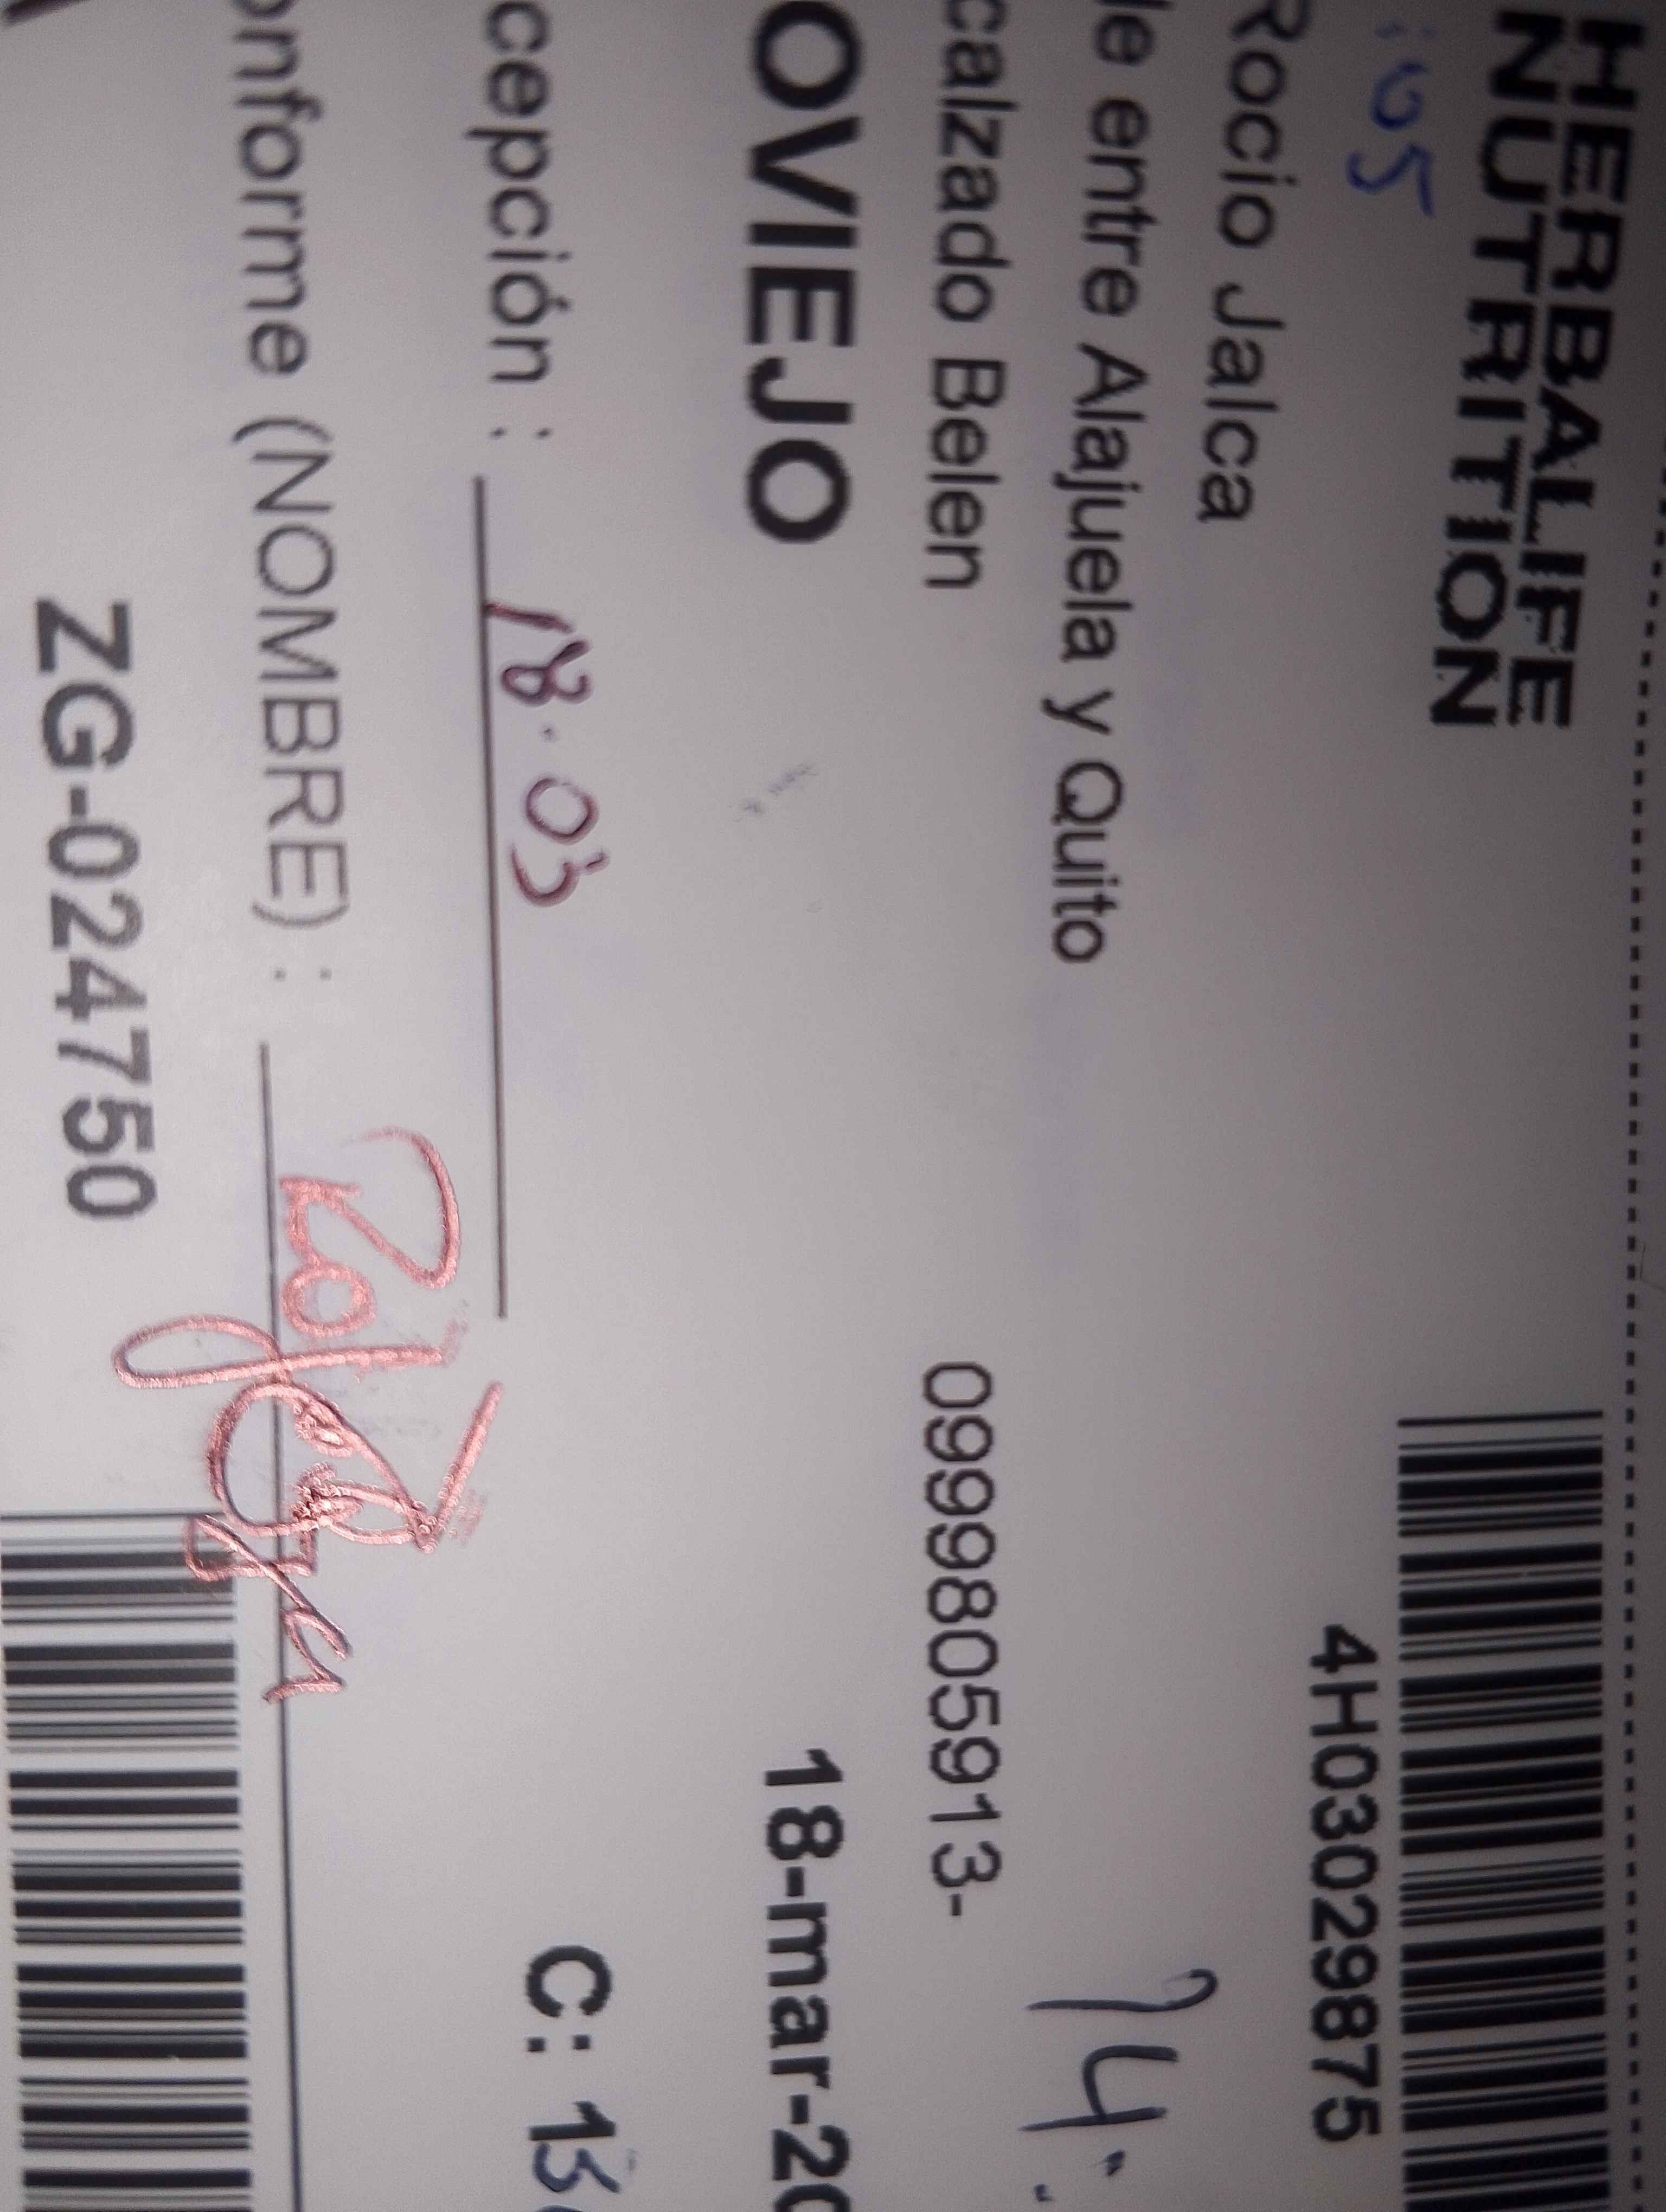 HERBALIFE
NUTRITION
:05
4H03029875
Rocio Jalca
le entre Alajuela y Quito
14.
calzado Belen
0999805913-
OVIEJO
18-mar-20
cepción :
18.03
C: 13
onforme (NOMBRE) :
ZG-024750